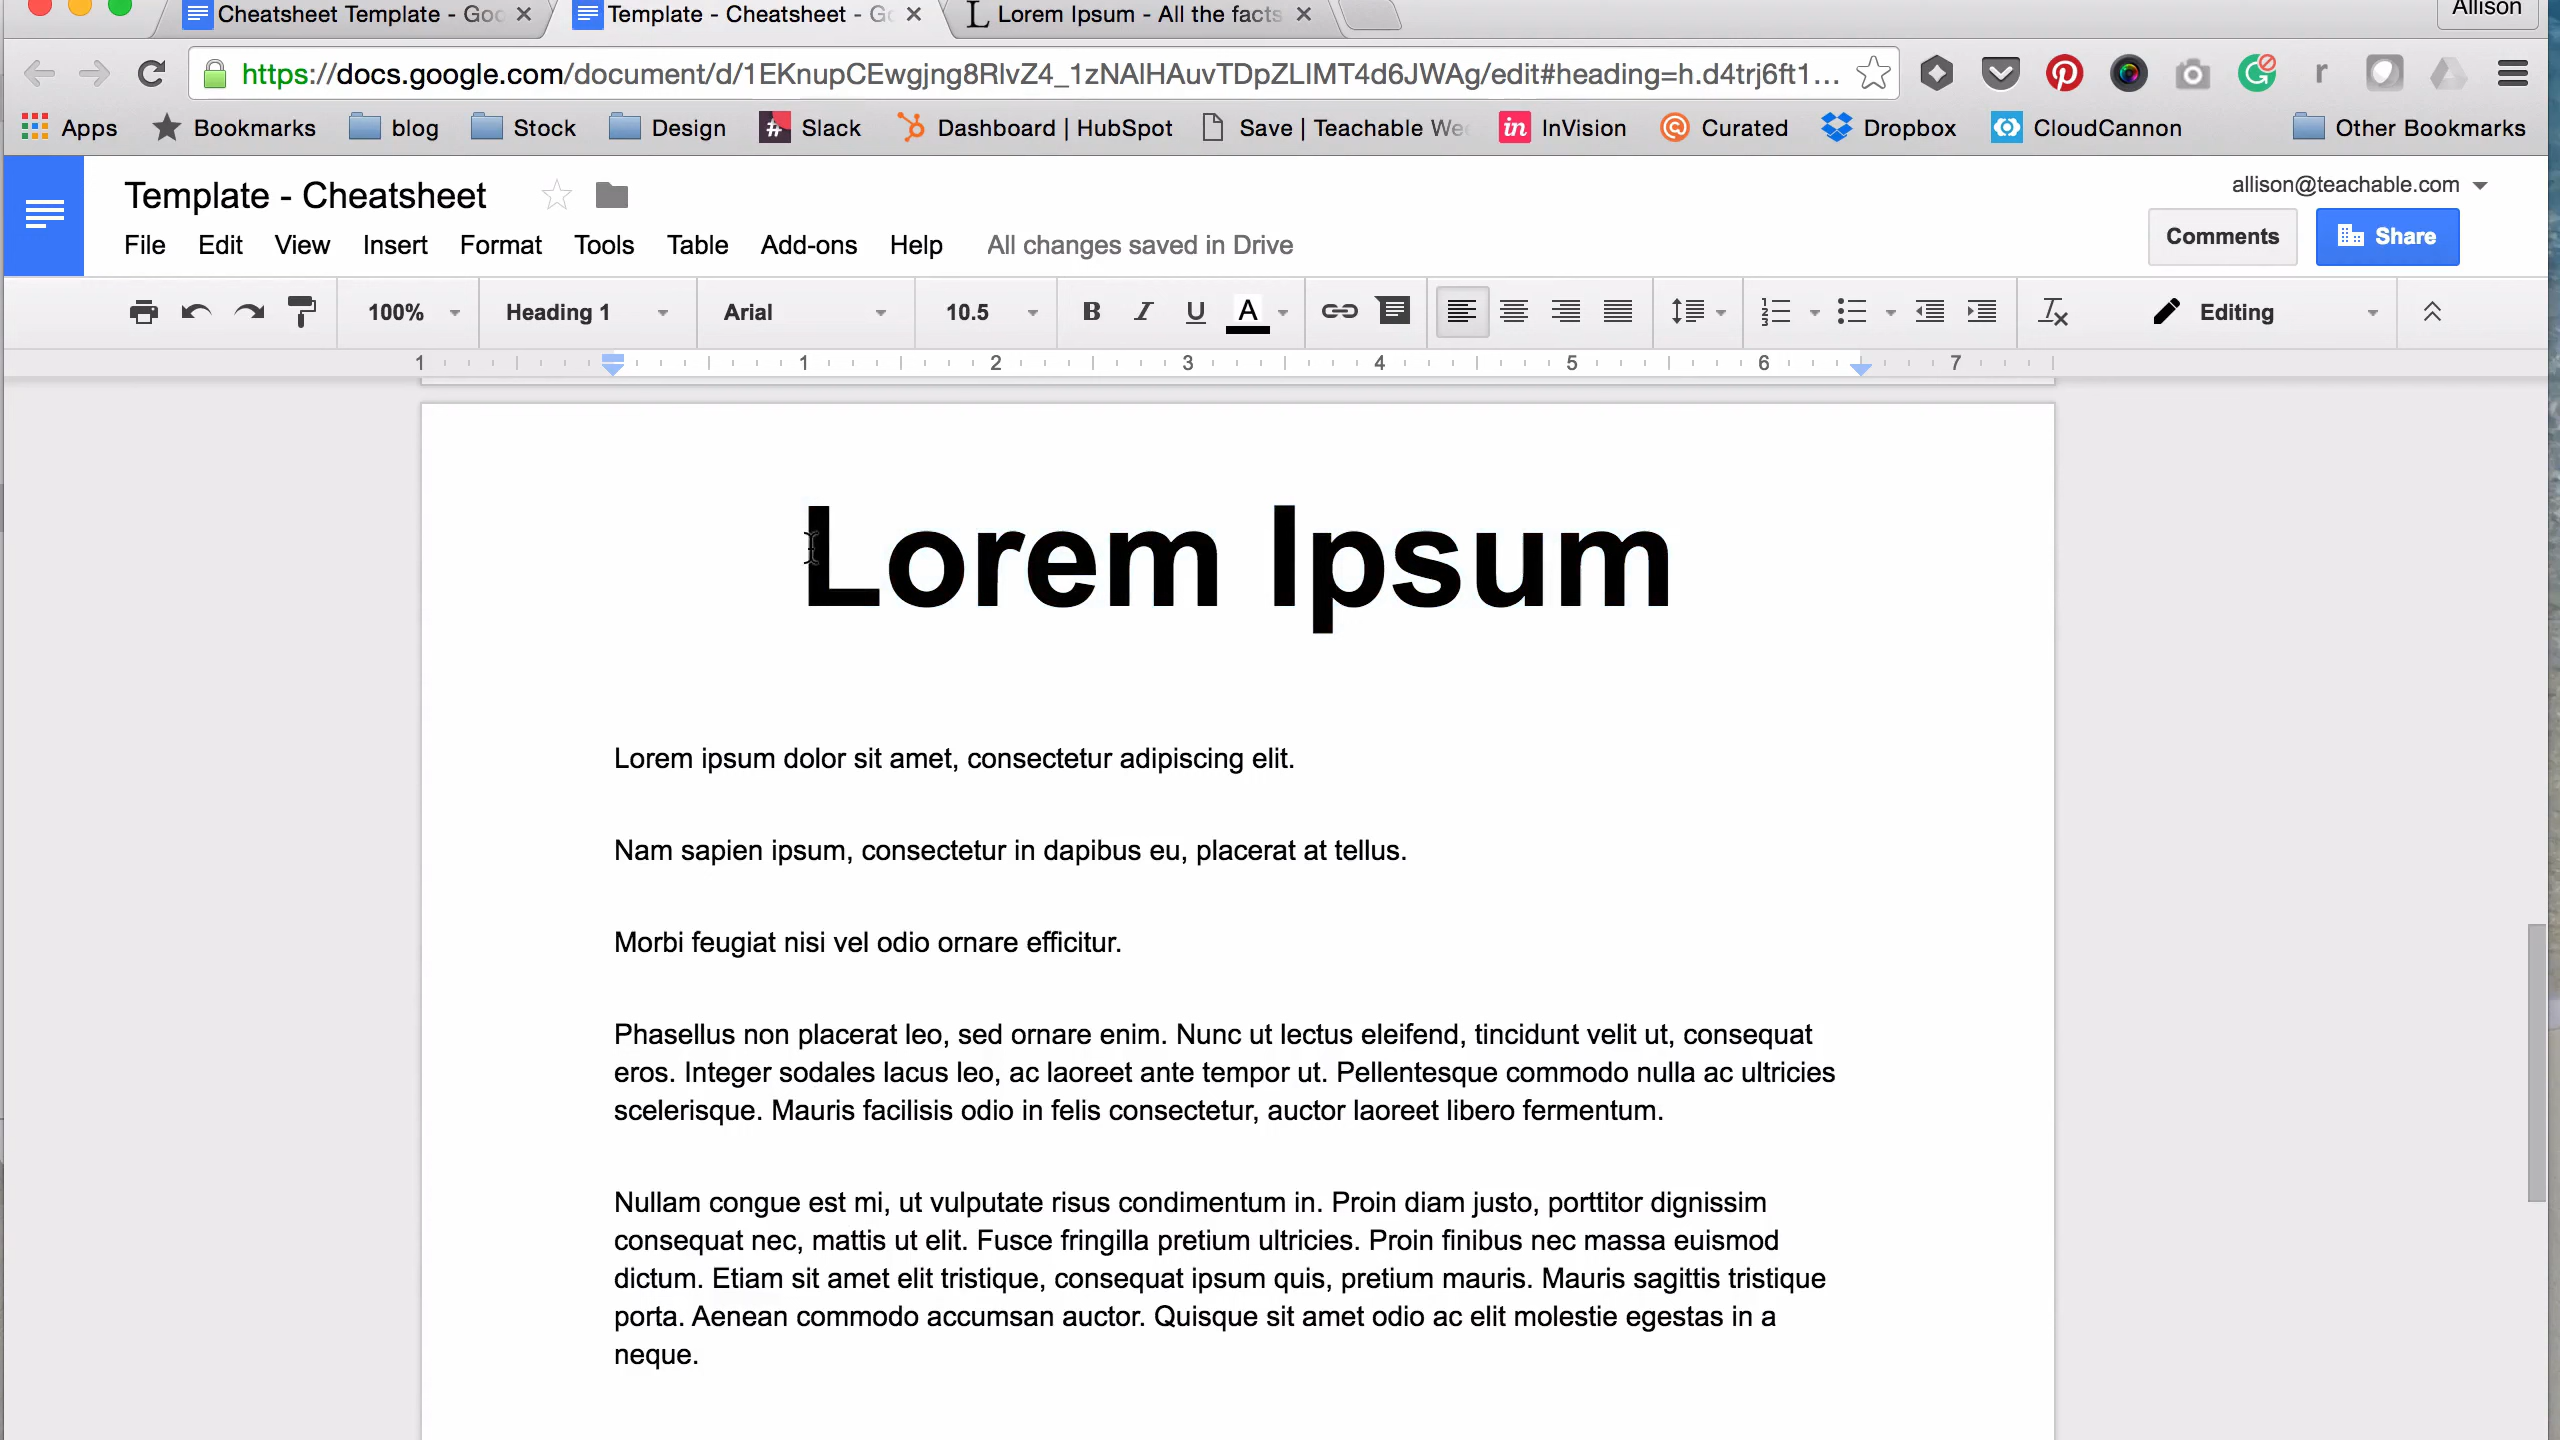 Cheatsheet Template - Goo
Template - Cheatsheet - G
Lorem Ipsum - All the facts
Allison
https://docs.google.com/document/d/1EKnupCEwgjng8RlvZ4_1zNAlHAuvTDpZLIMT4d6JWAg/edit#heading=h.d4trj6ft1...
Apps Bookmarks blog Stock Design Slack Dashboard | HubSpot Save | Teachable We InVision Curated Dropbox CloudCannon Other Bookmarks
Template - Cheatsheet
allison@teachable.com
File Edit View Insert Format Tools Table Add-ons Help All changes saved in Drive
Comments Share
100% Heading 1 Arial 10.5 B I U A Editing
1 1 2 3 4 5 6 7
Lorem Ipsum
Lorem ipsum dolor sit amet, consectetur adipiscing elit.
Nam sapien ipsum, consectetur in dapibus eu, placerat at tellus.
Morbi feugiat nisi vel odio ornare efficitur.
Phasellus non placerat leo, sed ornare enim. Nunc ut lectus eleifend, tincidunt velit ut, consequat
eros. Integer sodales lacus leo, ac laoreet ante tempor ut. Pellentesque commodo nulla ac ultricies
scelerisque. Mauris facilisis odio in felis consectetur, auctor laoreet libero fermentum.
Nullam congue est mi, ut vulputate risus condimentum in. Proin diam justo, porttitor dignissim
consequat nec, mattis ut elit. Fusce fringilla pretium ultricies. Proin finibus nec massa euismod
dictum. Etiam sit amet elit tristique, consequat ipsum quis, pretium mauris. Mauris sagittis tristique
porta. Aenean commodo accumsan auctor. Quisque sit amet odio ac elit molestie egestas in a
neque.